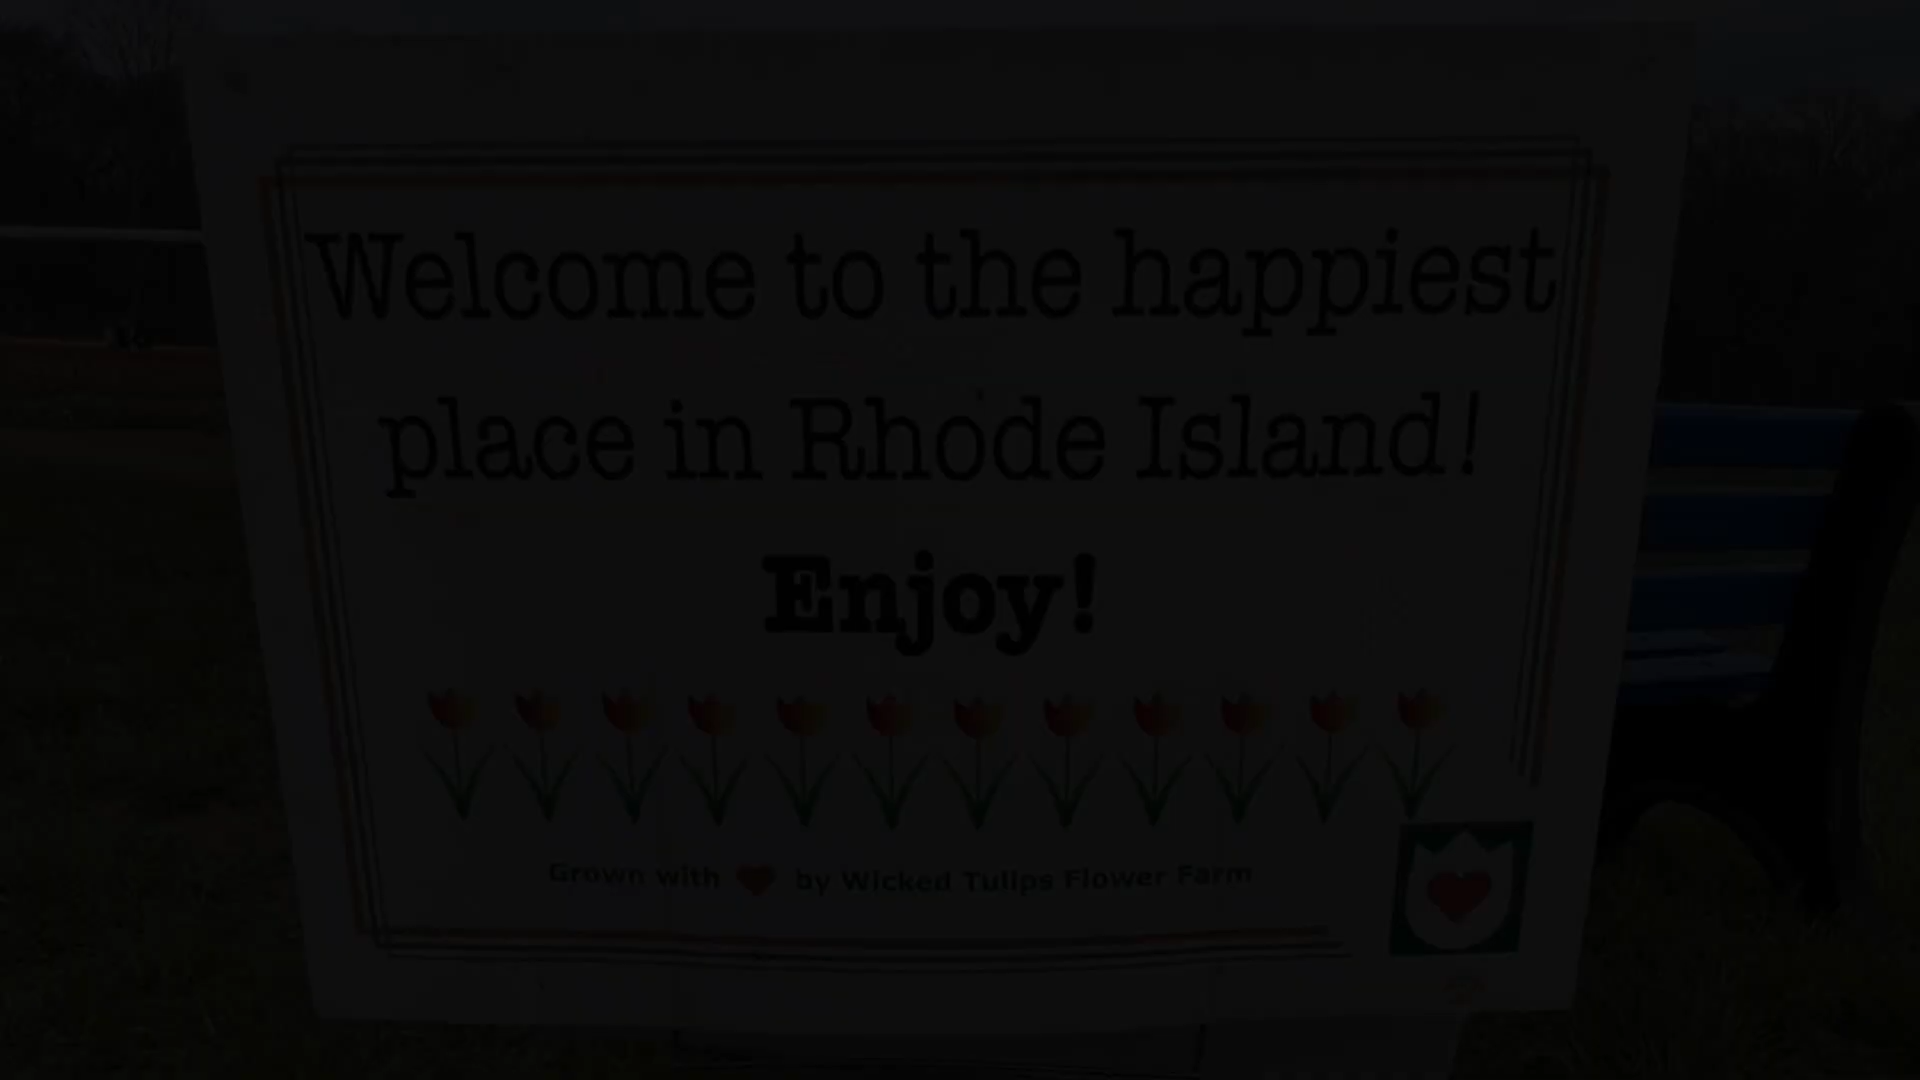 Welcome to the happiest
place in Rhode Island!
Enjoy!
Grown with by Wicked Tulips Flower Farm